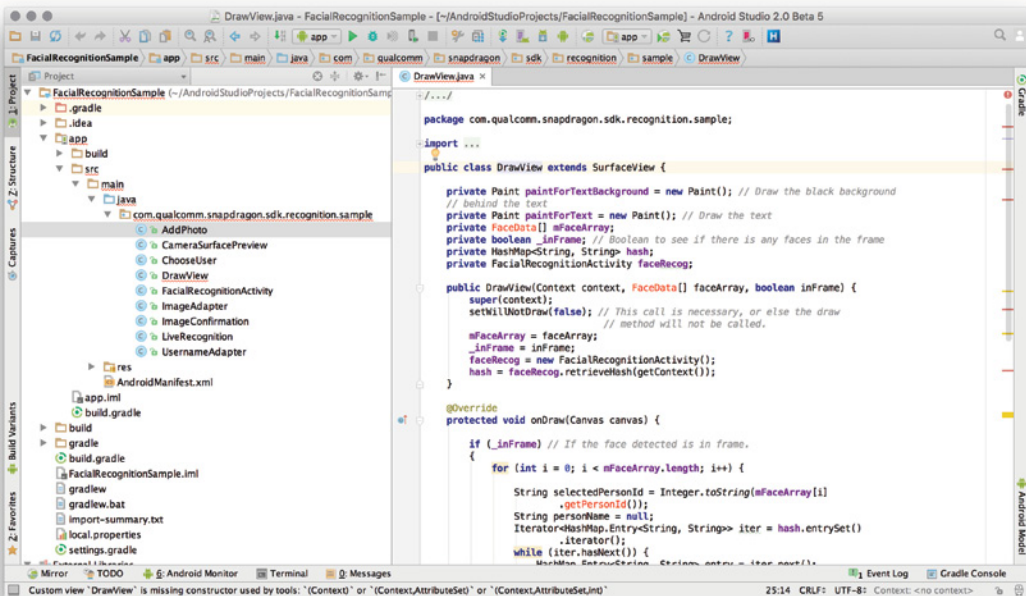 DrawView.java - FacialRecognitionSample - [~/AndroidStudioProjects/FacialRecognitionSample] - Android Studio 2.0 Beta 5
app
app
FacialRecognitionSample app src main java com qualcomm snapdragon sdk recognition sample DrawView
Project
DrawView.java
1: Project
Z: Structure
Captures
Build Variants
2: Favorites
FacialRecognitionSample (~/AndroidStudioProjects/FacialRecognitionSamp
.gradle
.idea
app
build
src
main
java
com.qualcomm.snapdragon.sdk.recognition.sample
AddPhoto
CameraSurfacePreview
ChooseUser
DrawView
FacialRecognitionActivity
ImageAdapter
ImageConfirmation
LiveRecognition
UsernameAdapter
res
AndroidManifest.xml
app.iml
build.gradle
build
gradle
build.gradle
FacialRecognitionSample.iml
gradlew
gradlew.bat
import-summary.txt
local.properties
settings.gradle
External Libraries
/.../
package com.qualcomm.snapdragon.sdk.recognition.sample;
import ...
public class DrawView extends SurfaceView {
private Paint paintForTextBackground = new Paint(); // Draw the black background
// behind the text
private Paint paintForText = new Paint(); // Draw the text
private FaceData[] mFaceArray;
private boolean _inFrame; // Boolean to see if there is any faces in the frame
private HashMap<String, String> hash;
private FacialRecognitionActivity faceRecog;
public DrawView(Context context, FaceData[] faceArray, boolean inFrame) {
super(context);
setWillNotDraw(false); // This call is necessary, or else the draw
// method will not be called.
mFaceArray = faceArray;
_inFrame = inFrame;
faceRecog = new FacialRecognitionActivity();
hash = faceRecog.retrieveHash(getContext());
}
@Override
protected void onDraw(Canvas canvas) {
if (_inFrame) // If the face detected is in frame.
{
for (int i = 0; i < mFaceArray.length; i++) {
String selectedPersonId = Integer.toString(mFaceArray[i]
.getPersonId());
String personName = null;
Iterator<HashMap.Entry<String, String>> iter = hash.entrySet()
.iterator();
while (iter.hasNext()) {
HashMap.Entry<String, String> entry = iter.next();
Gradle
Android Model
Mirror TODO 6: Android Monitor Terminal 0: Messages Event Log Gradle Console
Custom view `DrawView` is missing constructor used by tools: `(Context)` or `(Context,AttributeSet)` or `(Context,AttributeSet,int)` 25:14 CRLF: UTF-8: Context: <no context>